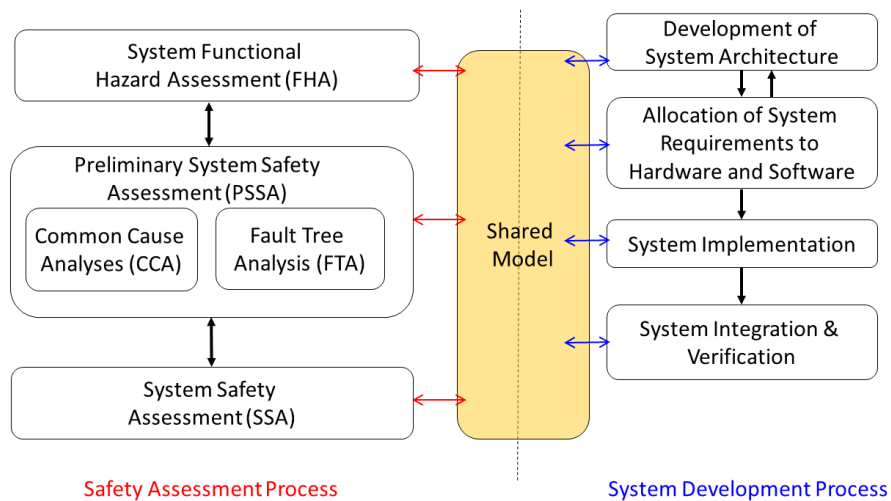 System Functional
Hazard Assessment (FHA)
Preliminary System Safety
Assessment (PSSA)
Common Cause
Analyses (CCA)
Fault Tree
Analysis (FTA)
System Safety
Assessment (SSA)
Safety Assessment Process
Shared
Model
Development of
System Architecture
Allocation of System
Requirements to
Hardware and Software
System Implementation
System Integration &
Verification
System Development Process